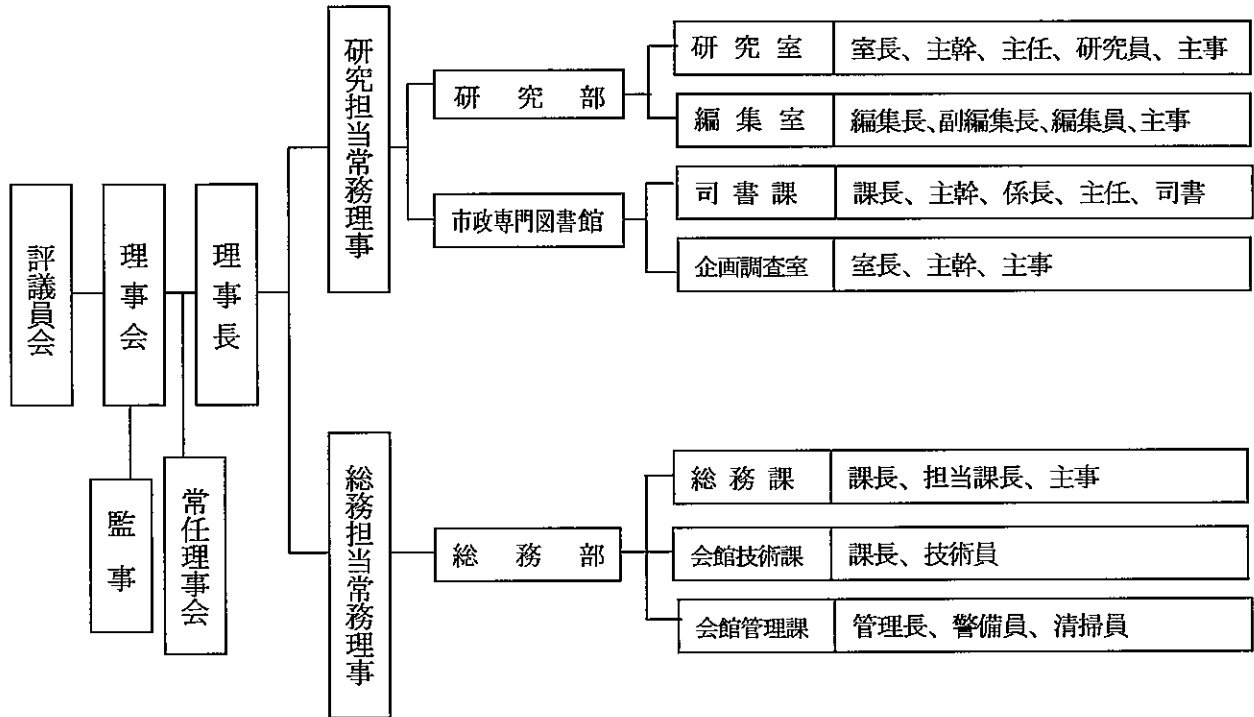 評議員会
理事会
監事
常任理事会
理事長
研究担当常務理事
研究部
研究室 室長、主幹、主任、研究員、主事
編集室 編集長、副編集長、編集員、主事
市政専門図書館
司書課 課長、主幹、係長、主任、司書
企画調査室 室長、主幹、主事
総務担当常務理事
総務部
総務課 課長、担当課長、主事
会館技術課 課長、技術員
会館管理課 管理長、警備員、清掃員